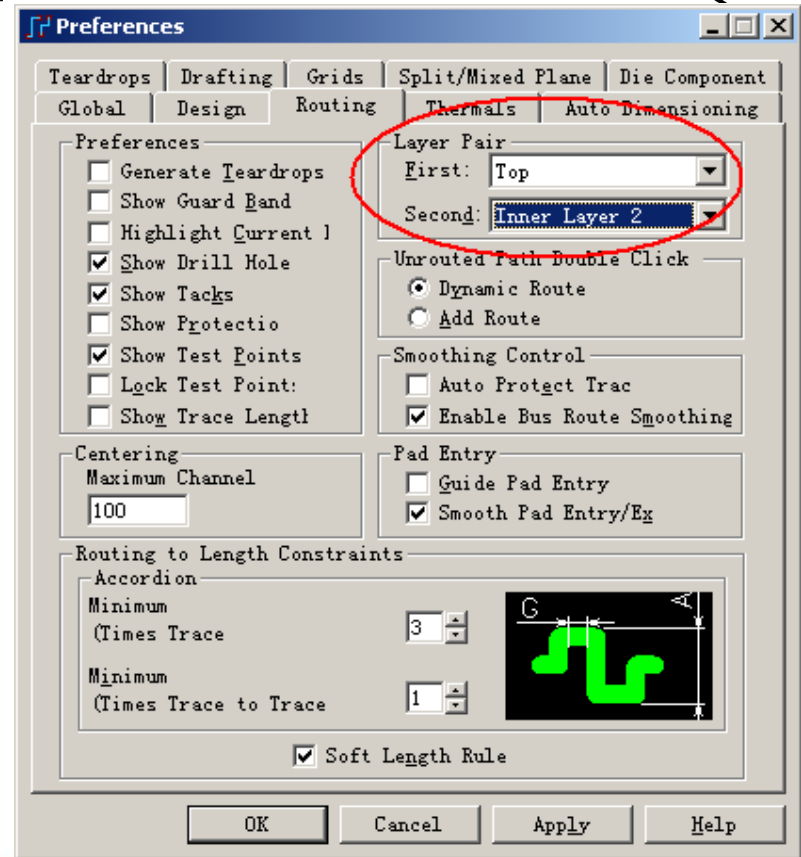 Preferences
Teardrops Drafting Grids Split/Mixed Plane Die Component
Global Design Routing Thermals Auto Dimensioning
Preferences
Generate Teardrops
Show Guard Band
Highlight Current l
Show Drill Hole
Show Tacks
Show Protectio
Show Test Points
Lock Test Point:
Show Trace Lengtl
Layer Pair
First: Top
Second: Inner Layer 2
Unrouted Path Double Click
Dynamic Route
Add Route
Smoothing Control
Auto Protect Trac
Enable Bus Route Smoothing
Centering
Maximum Channel
100
Pad Entry
Guide Pad Entry
Smooth Pad Entry/Ex
Routing to Length Constraints
Accordion
Minimum
(Times Trace
3
Minimum
(Times Trace to Trace
1
G
A
Soft Length Rule
OK Cancel Apply Help